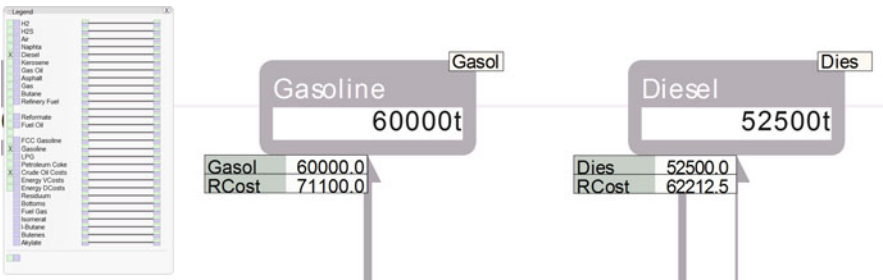 Legend X
H2
H2S
Air
Naphta
X Diesel
Kerosene
Gas Oil
Asphalt
Gas
Butane
Refinery Fuel
Reformate
Fuel Oil
FCC Gasoline
X Gasoline
LPG
Petroleum Coke
X Crude Oil Costs
Energy VCosts
Energy DCosts
Residuum
Bottoms
Fuel Gas
Isomerat
I-Butane
Butenes
Akylate
Gasol
Gasoline
60000t
Gasol 60000.0
RCost 71100.0
Dies
Diesel
52500t
Dies 52500.0
RCost 62212.5